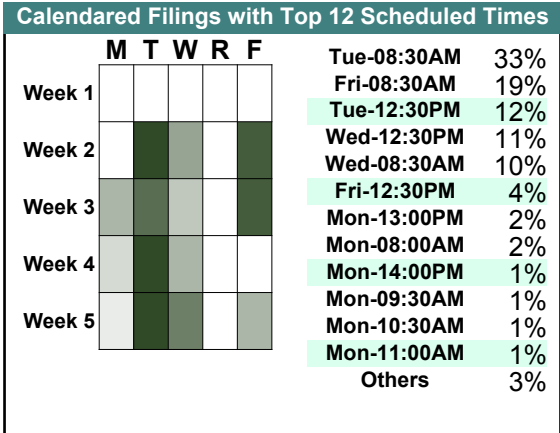 Calendared Filings with Top 12 Scheduled Times
M T W R F
Week 1
Week 2
Week 3
Week 4
Week 5
Tue-08:30AM 33%
Fri-08:30AM 19%
Tue-12:30PM 12%
Wed-12:30PM 11%
Wed-08:30AM 10%
Fri-12:30PM 4%
Mon-13:00PM 2%
Mon-08:00AM 2%
Mon-14:00PM 1%
Mon-09:30AM 1%
Mon-10:30AM 1%
Mon-11:00AM 1%
Others 3%